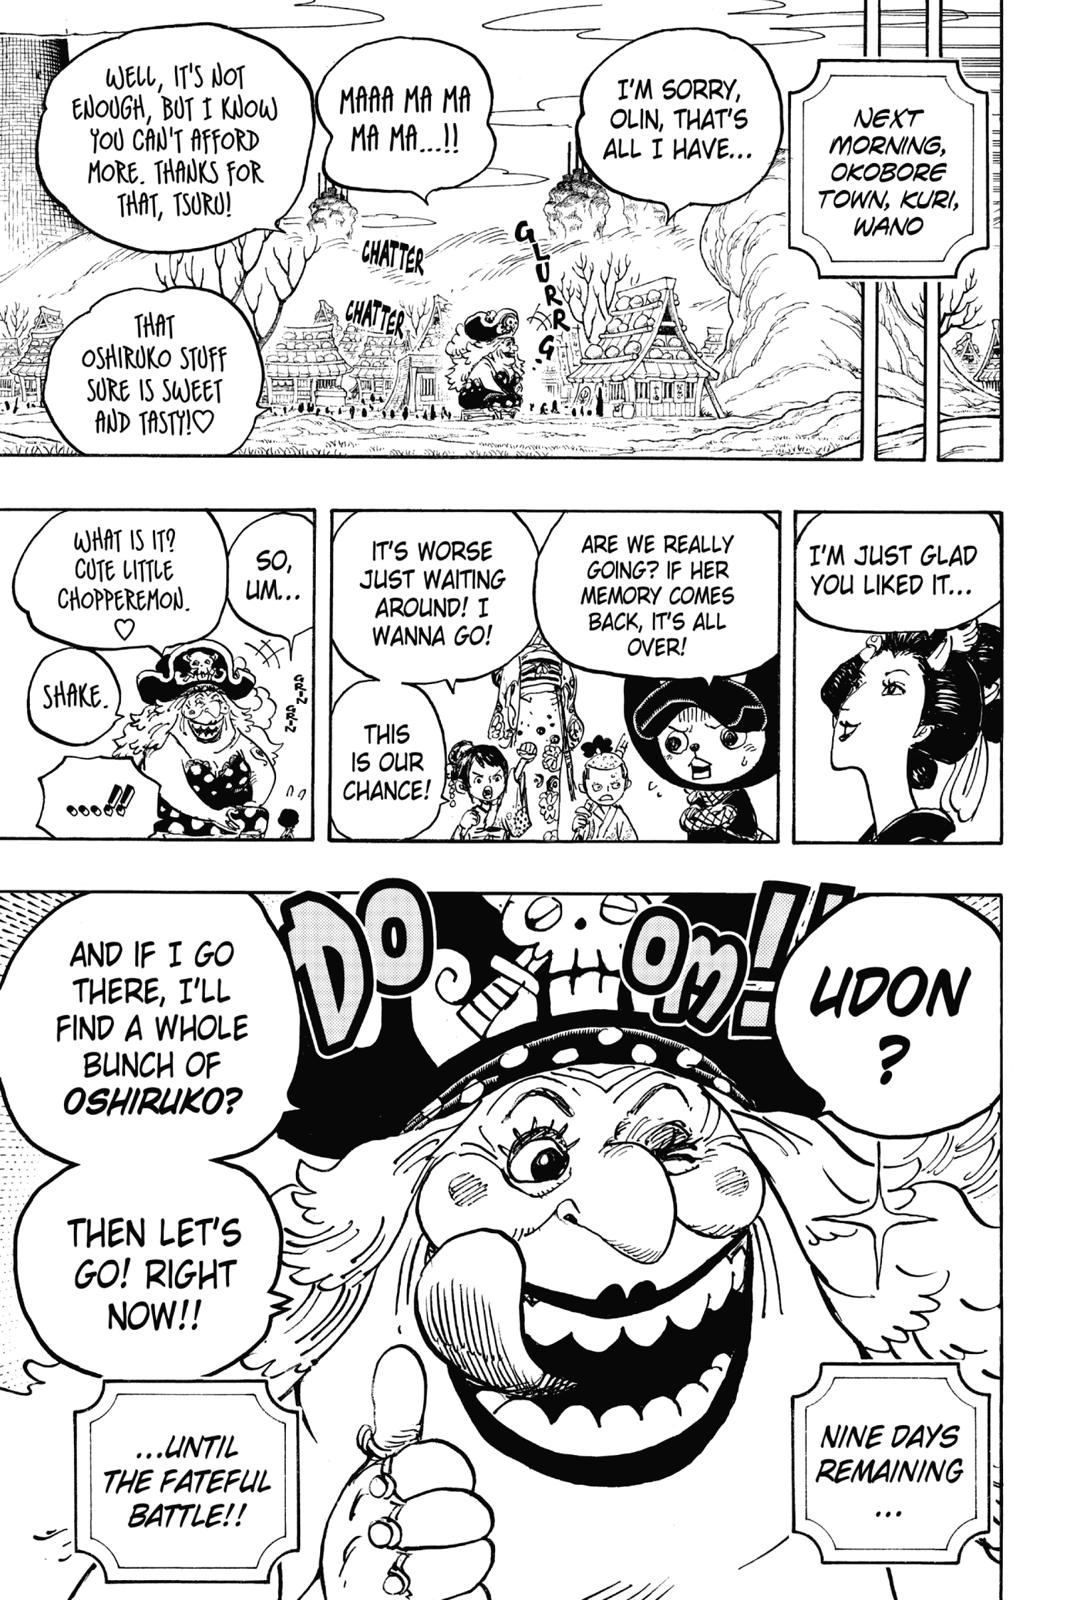 NEXT
MORNING,
OKOBORE
TOWN, KURI,
WANO
I'M SORRY,
OLIN, THAT'S
ALL I HAVE...
GLURRG...
MAAA MA MA
MA MA...!!
CHATTER
CHATTER
WELL, IT'S NOT
ENOUGH, BUT I KNOW
YOU CAN'T AFFORD
MORE. THANKS FOR
THAT, TSURU!
THAT
OSHIRUKO STUFF
SURE IS SWEET
AND TASTY!♡
I'M JUST GLAD
YOU LIKED IT...
ARE WE REALLY
GOING? IF HER
MEMORY COMES
BACK, IT'S ALL
OVER!
IT'S WORSE
JUST WAITING
AROUND! I
WANNA GO!
THIS
IS OUR
CHANCE!
SO,
UM...
GRIN
GRIN
WHAT IS IT?
CUTE LITTLE
CHOPPEREMON.
♡
SHAKE.
.....!!
UDON
?
DOOM!!
AND IF I GO
THERE, I'LL
FIND A WHOLE
BUNCH OF
OSHIRUKO?
THEN LET'S
GO! RIGHT
NOW!!
NINE DAYS
REMAINING
...
...UNTIL
THE FATEFUL
BATTLE!!